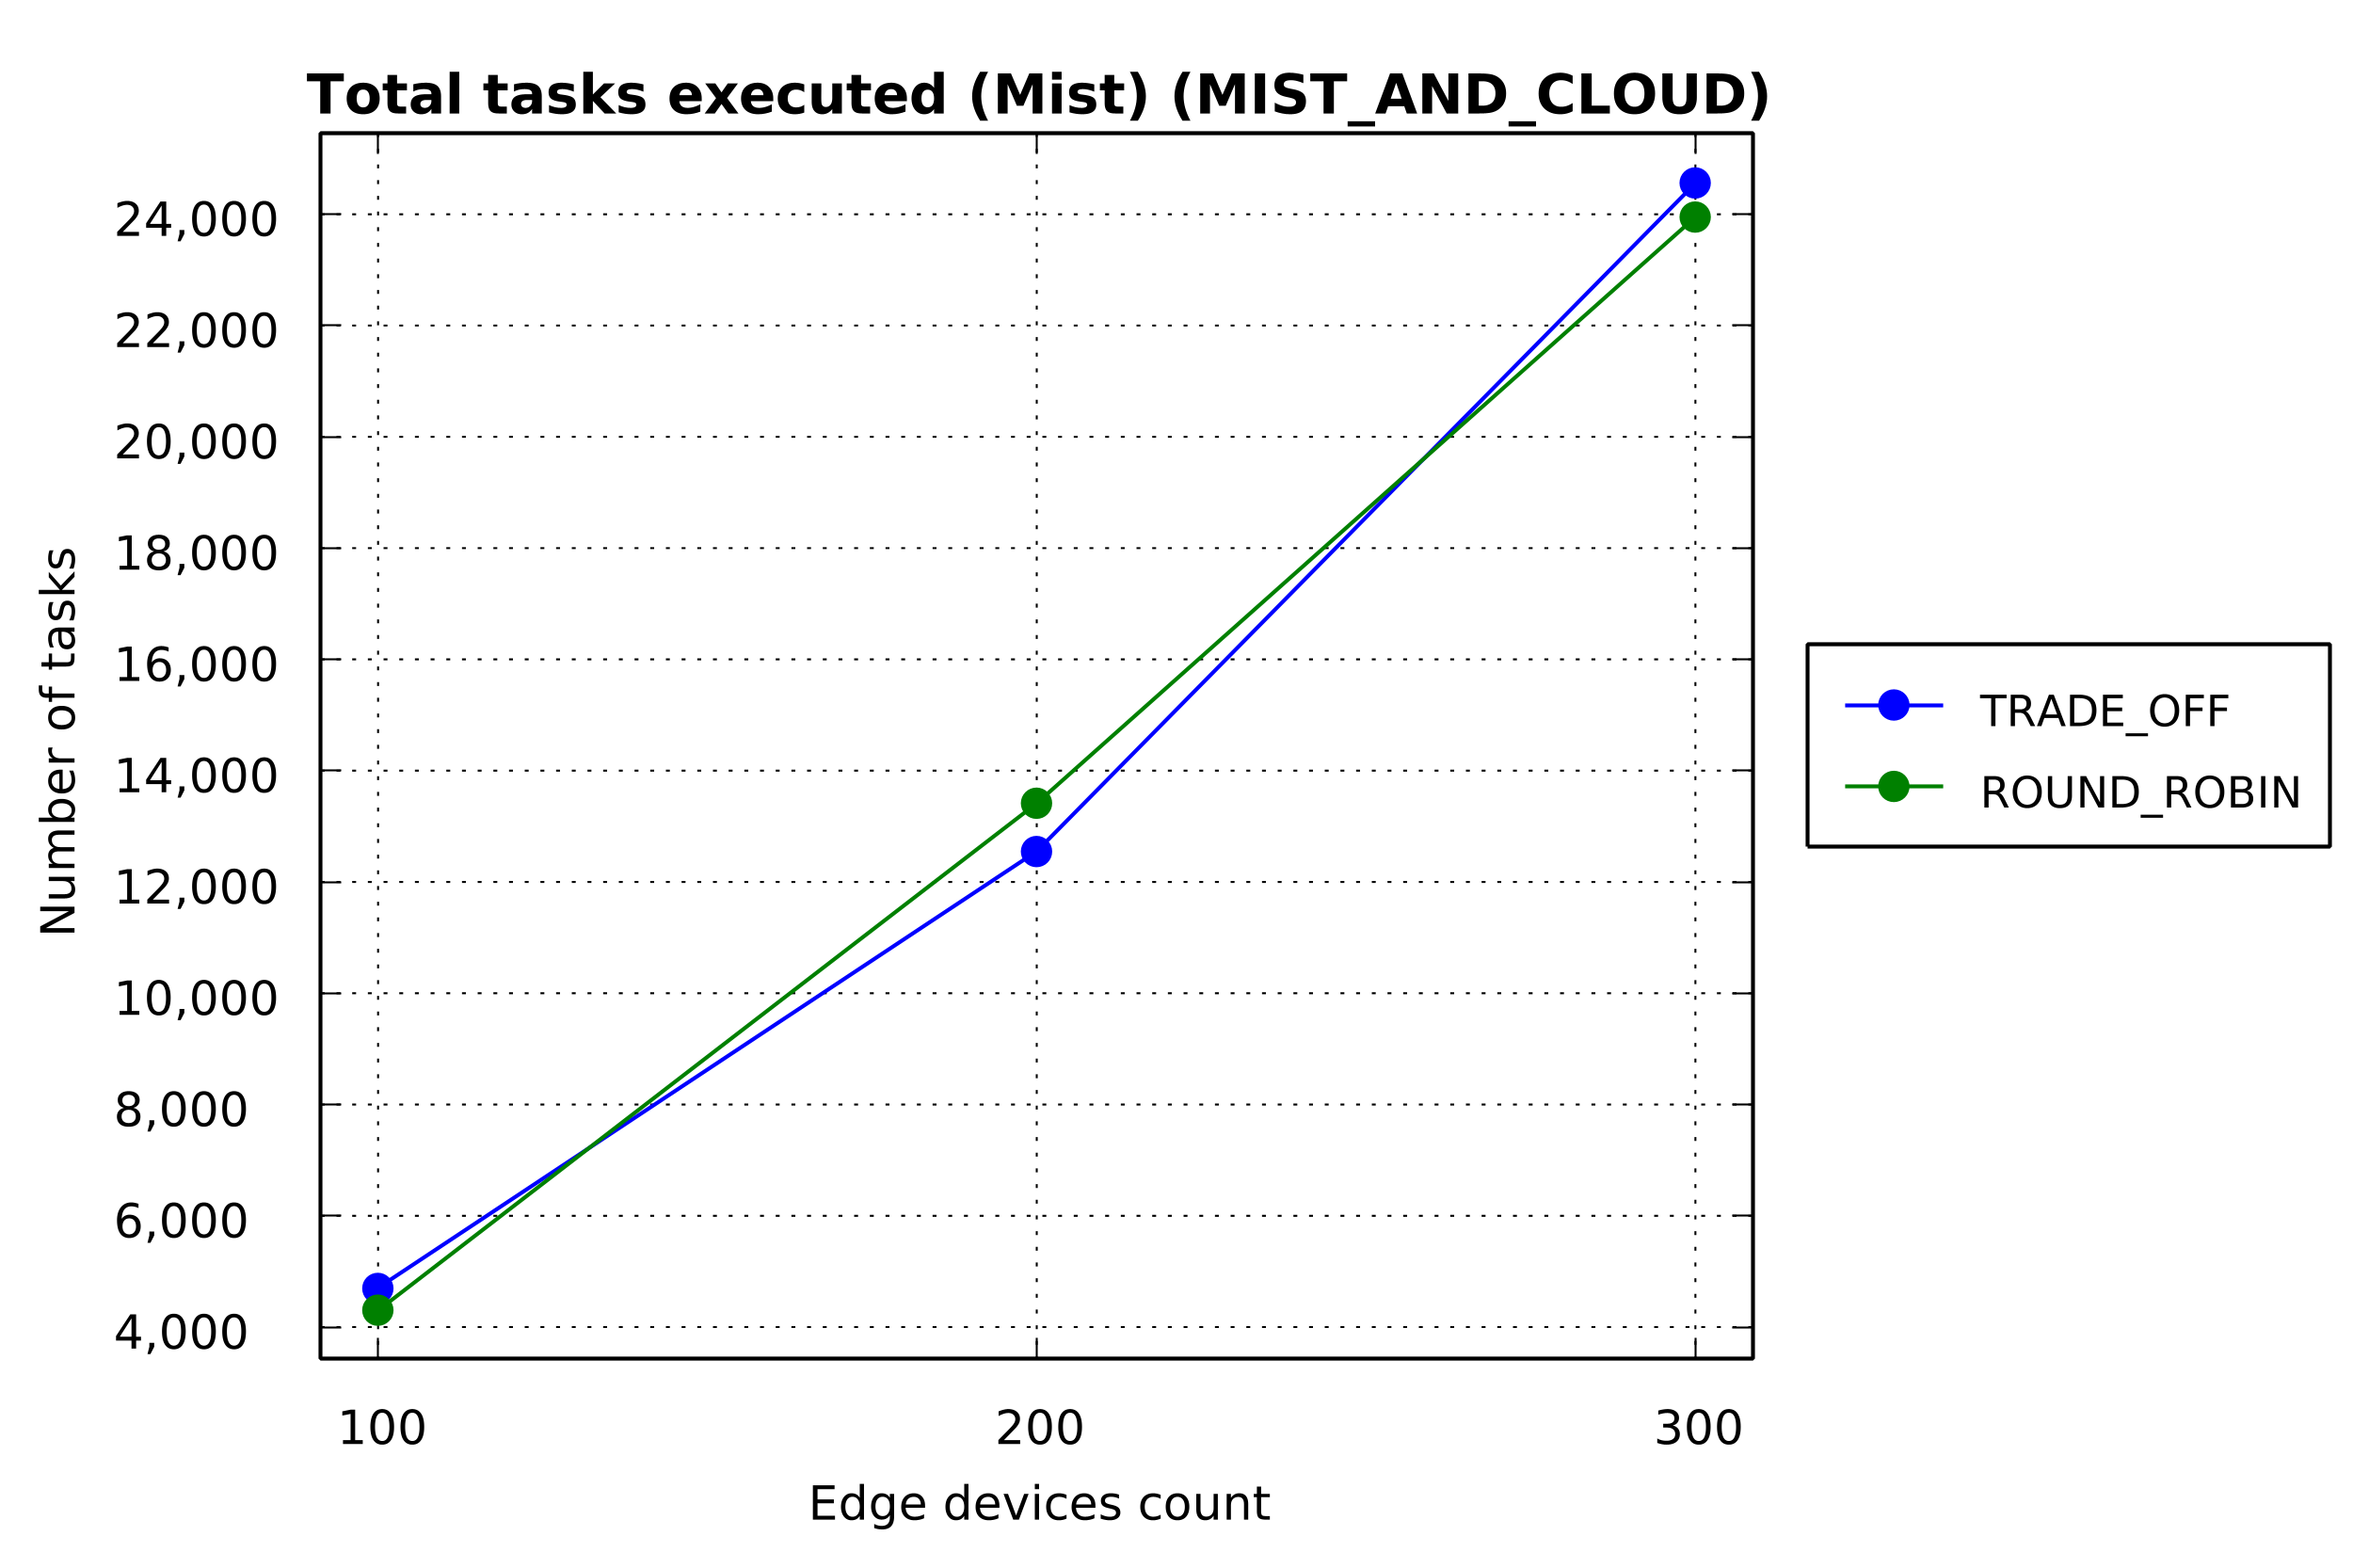 Total tasks executed (Mist) (MIST_AND_CLOUD)
24,000
22,000
20,000
18,000
16,000
14,000
12,000
10,000
8,000
6,000
4,000
Number of tasks
100
200
300
Edge devices count
TRADE_OFF
ROUND_ROBIN